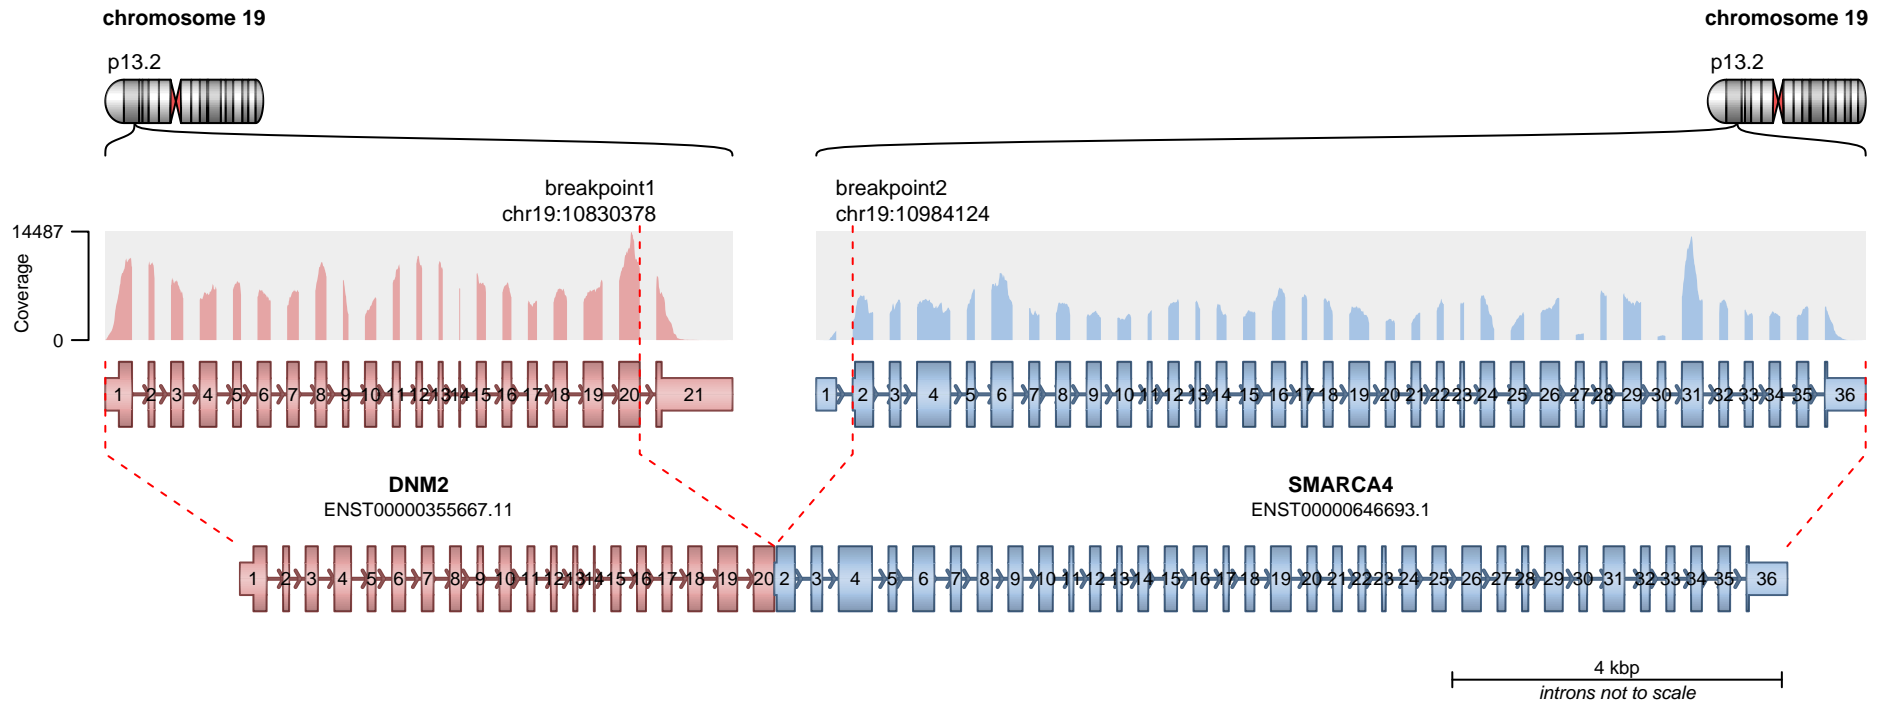 chromosome 19
chromosome 19
p13.2
p13.2
breakpoint1
chr19:10830378
breakpoint2
chr19:10984124
14487
Coverage
0
1 2 3 4 5 6 7 8 9 10 11 12 13 14 15 16 17 18 19 20 21
1 2 3 4 5 6 7 8 9 10 11 12 13 14 15 16 17 18 19 20 21 22 23 24 25 26 27 28 29 30 31 32 33 34 35 36
DNM2
ENST00000355667.11
SMARCA4
ENST00000646693.1
1 2 3 4 5 6 7 8 9 10 11 12 13 14 15 16 17 18 19 20 2 3 4 5 6 7 8 9 10 11 12 13 14 15 16 17 18 19 20 21 22 23 24 25 26 27 28 29 30 31 32 33 34 35 36
4 kbp
introns not to scale